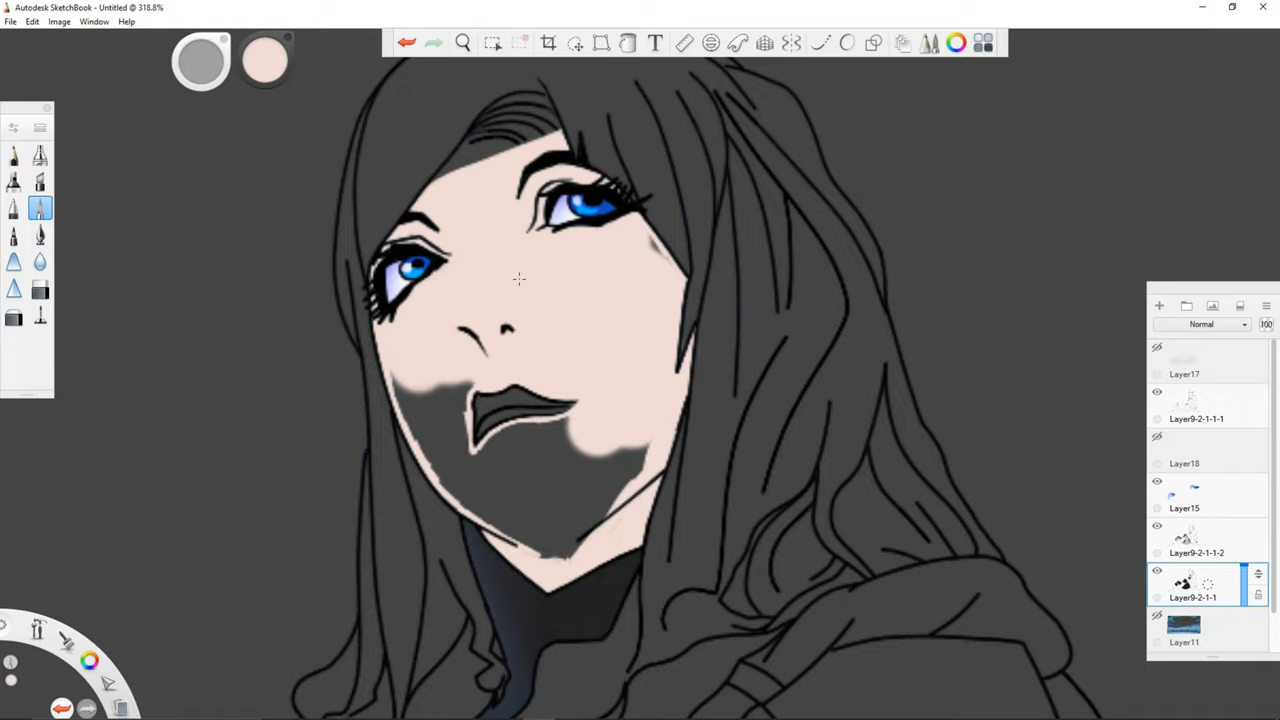 Autodesk SketchBook - Untitled @ 318.8%
File Edit Image Window Help
Normal 100
Layer17
Layer9-2-1-1-1
Layer18
Layer15
Layer9-2-1-1-2
Layer9-2-1-1
Layer11